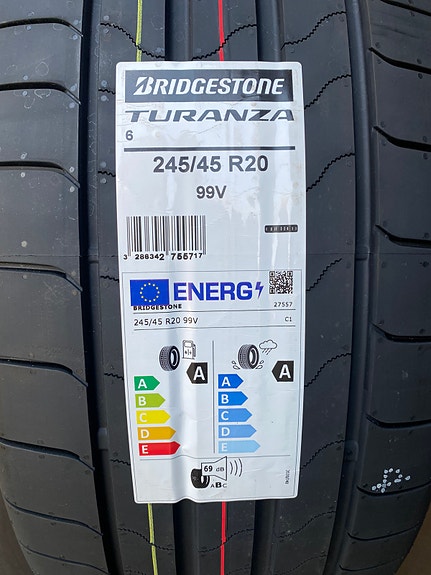 BRIDGESTONE
TURANZA
6
245/45 R20
99V
3 286342 755717
ENERG
BRIDGESTONE
27557
245/45 R20 99V
C1
A
A
A
A
B
B
C
C
D
D
E
E
69 dB
ABC